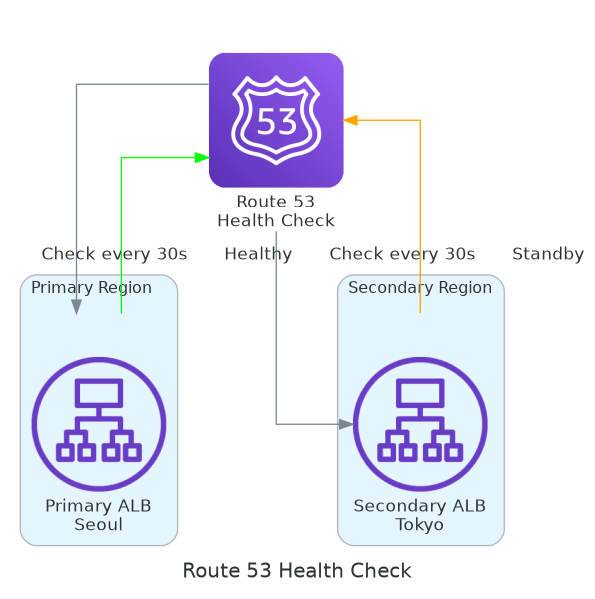 53
Route 53
Health Check
Check every 30s
Healthy
Check every 30s
Standby
Primary Region
Secondary Region
Primary ALB
Seoul
Secondary ALB
Tokyo
Route 53 Health Check